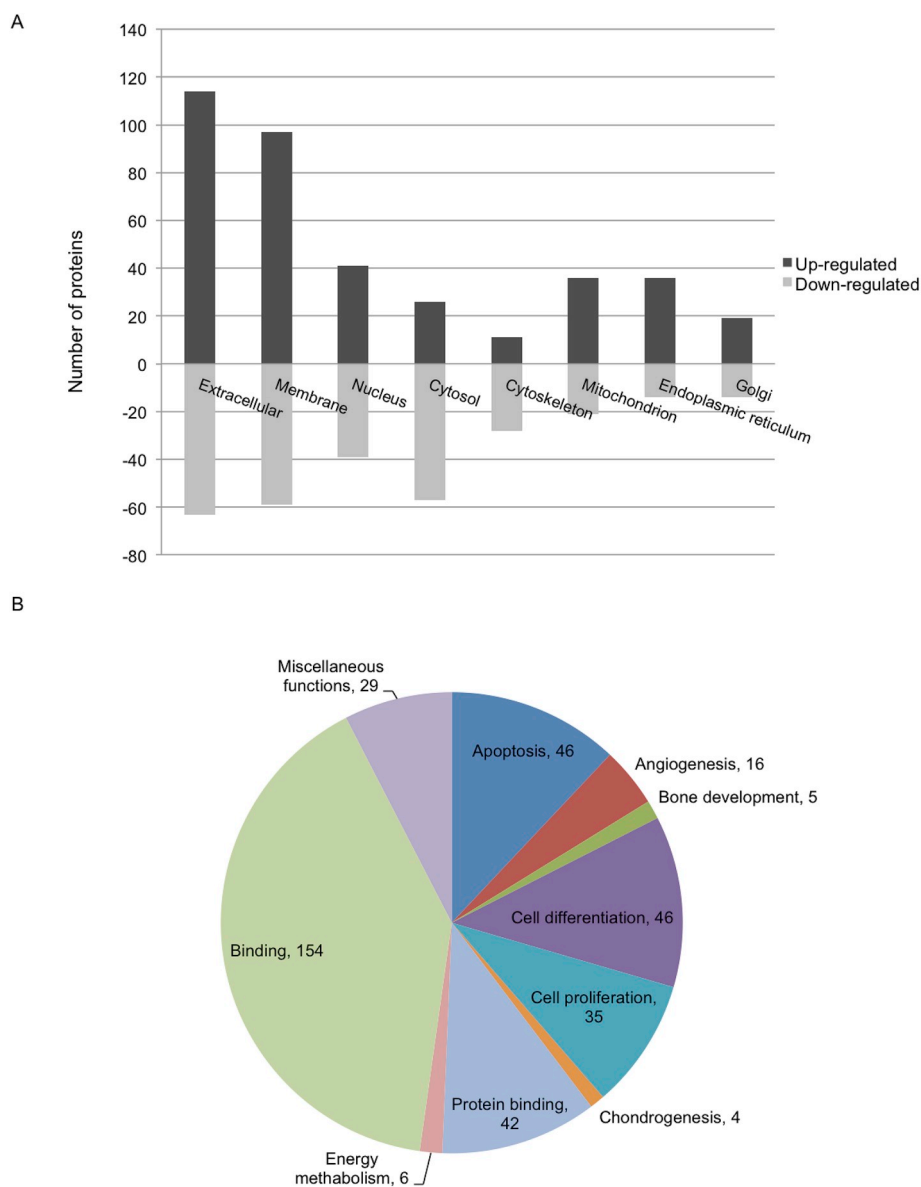 A
140
120
100
80
60
40
20
0
-20
-40
-60
-80
Number of proteins
Extracellular
Membrane
Nucleus
Cytosol
Cytoskeleton
Mitochondrion
Endoplasmic reticulum
Golgi
Up-regulated
Down-regulated
B
Miscellaneous
functions, 29
Apoptosis, 46
Angiogenesis, 16
Bone development, 5
Cell differentiation, 46
Binding, 154
Cell proliferation,
35
Protein binding,
42
Chondrogenesis, 4
Energy
methabolism, 6